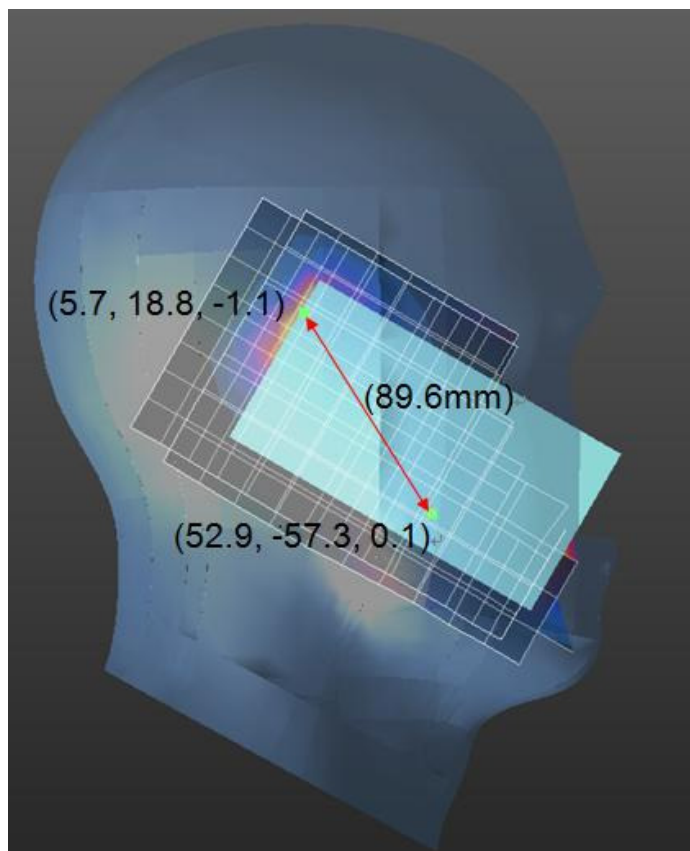 (5.7, 18.8, -1.1)
(89.6mm)
(52.9, -57.3, 0.1)